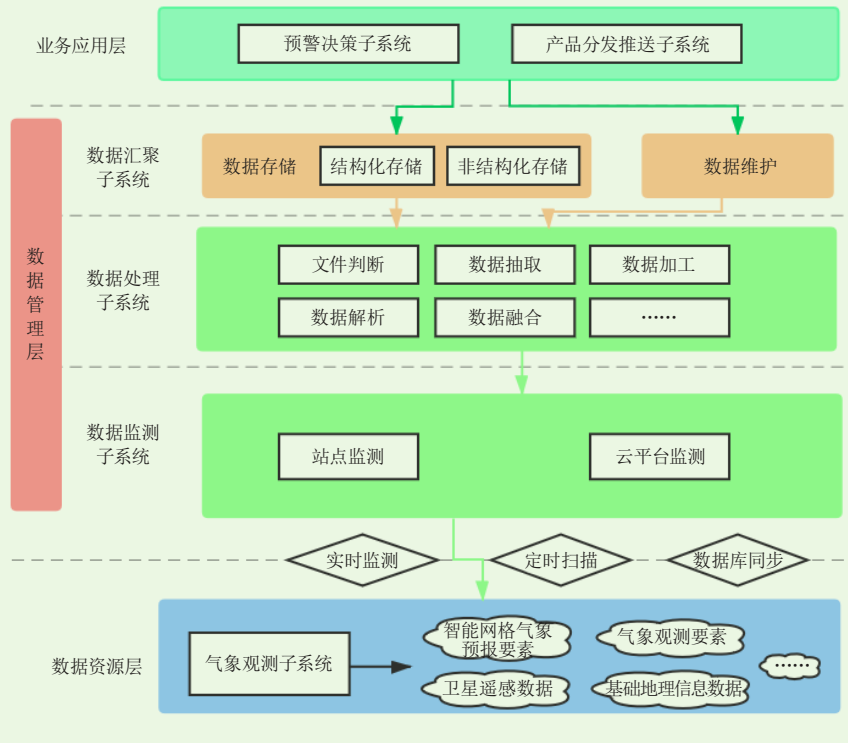 业务应用层
预警决策子系统
产品分发推送子系统
数据汇聚
子系统
数据存储
结构化存储
非结构化存储
数据维护
数据管理层
数据处理
子系统
文件判断
数据抽取
数据加工
数据解析
数据融合
……
数据监测
子系统
站点监测
云平台监测
实时监测
定时扫描
数据库同步
数据资源层
气象观测子系统
智能网格气象
预报要素
气象观测要素
卫星遥感数据
基础地理信息数据
……